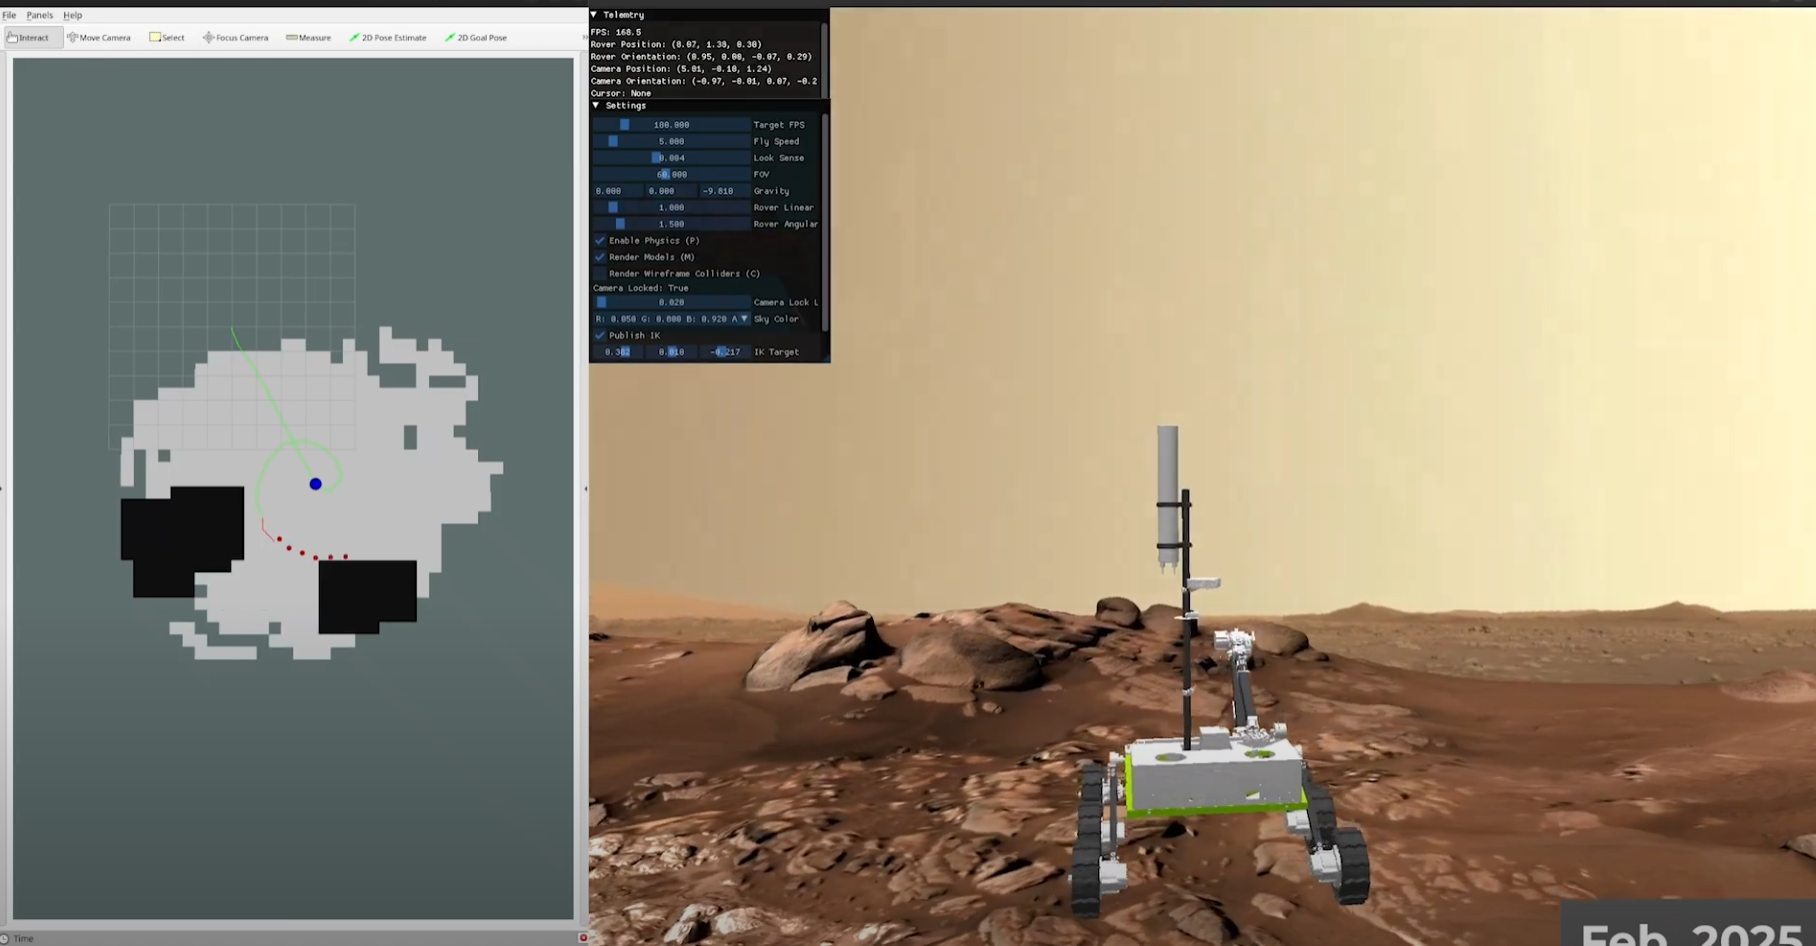 File Panels Help
Interact Move Camera Select Focus Camera Measure 2D Pose Estimate 2D Goal Pose
Telemtry
FPS: 168.5
Rover Position: (8.07, 1.38, 0.30)
Rover Orientation: (0.95, 0.00, -0.07, 0.29)
Camera Position: (5.01, -0.10, 1.24)
Camera Orientation: (-0.97, -0.01, 0.07, -0.2
Cursor: None
Settings
180.000 Target FPS
5.000 Fly Speed
0.004 Look Sense
60.000 FOV
0.000 0.000 -9.810 Gravity
1.000 Rover Linear
1.500 Rover Angular
Enable Physics (P)
Render Models (M)
Render Wireframe Colliders (C)
Camera Locked: True
0.020 Camera Lock L
R: 0.050 G: 0.800 B: 0.920 A Sky Color
Publish IK
0.382 0.010 -0.217 IK Target
Time
Feb, 2025